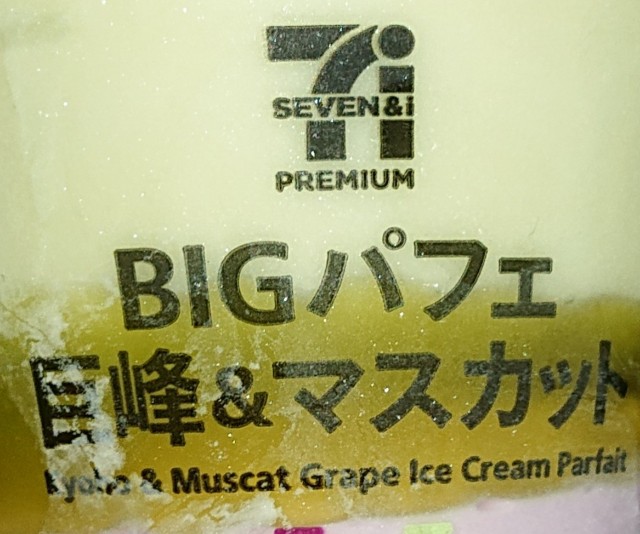 SEVEN&i
PREMIUM
BIGパフェ
巨峰&マスカット
Kyoho & Muscat Grape Ice Cream Parfait